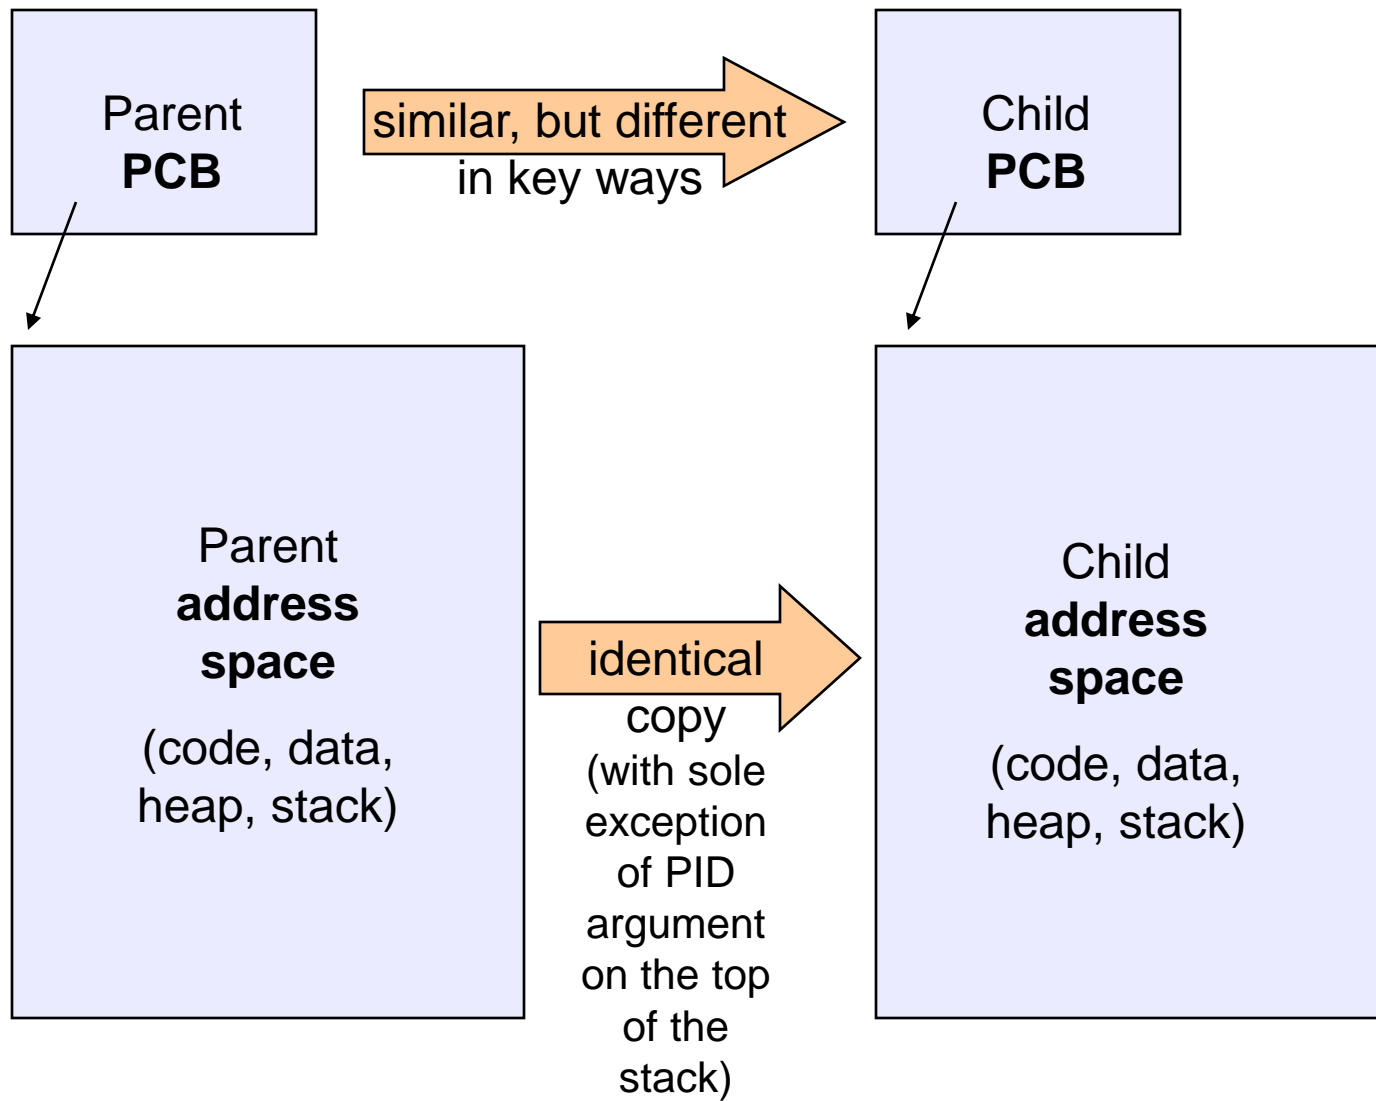 Parent
PCB
similar, but different
in key ways
Child
PCB
Parent
address
space
(code, data,
heap, stack)
identical
copy
(with sole
exception
of PID
argument
on the top
of the
stack)
Child
address
space
(code, data,
heap, stack)